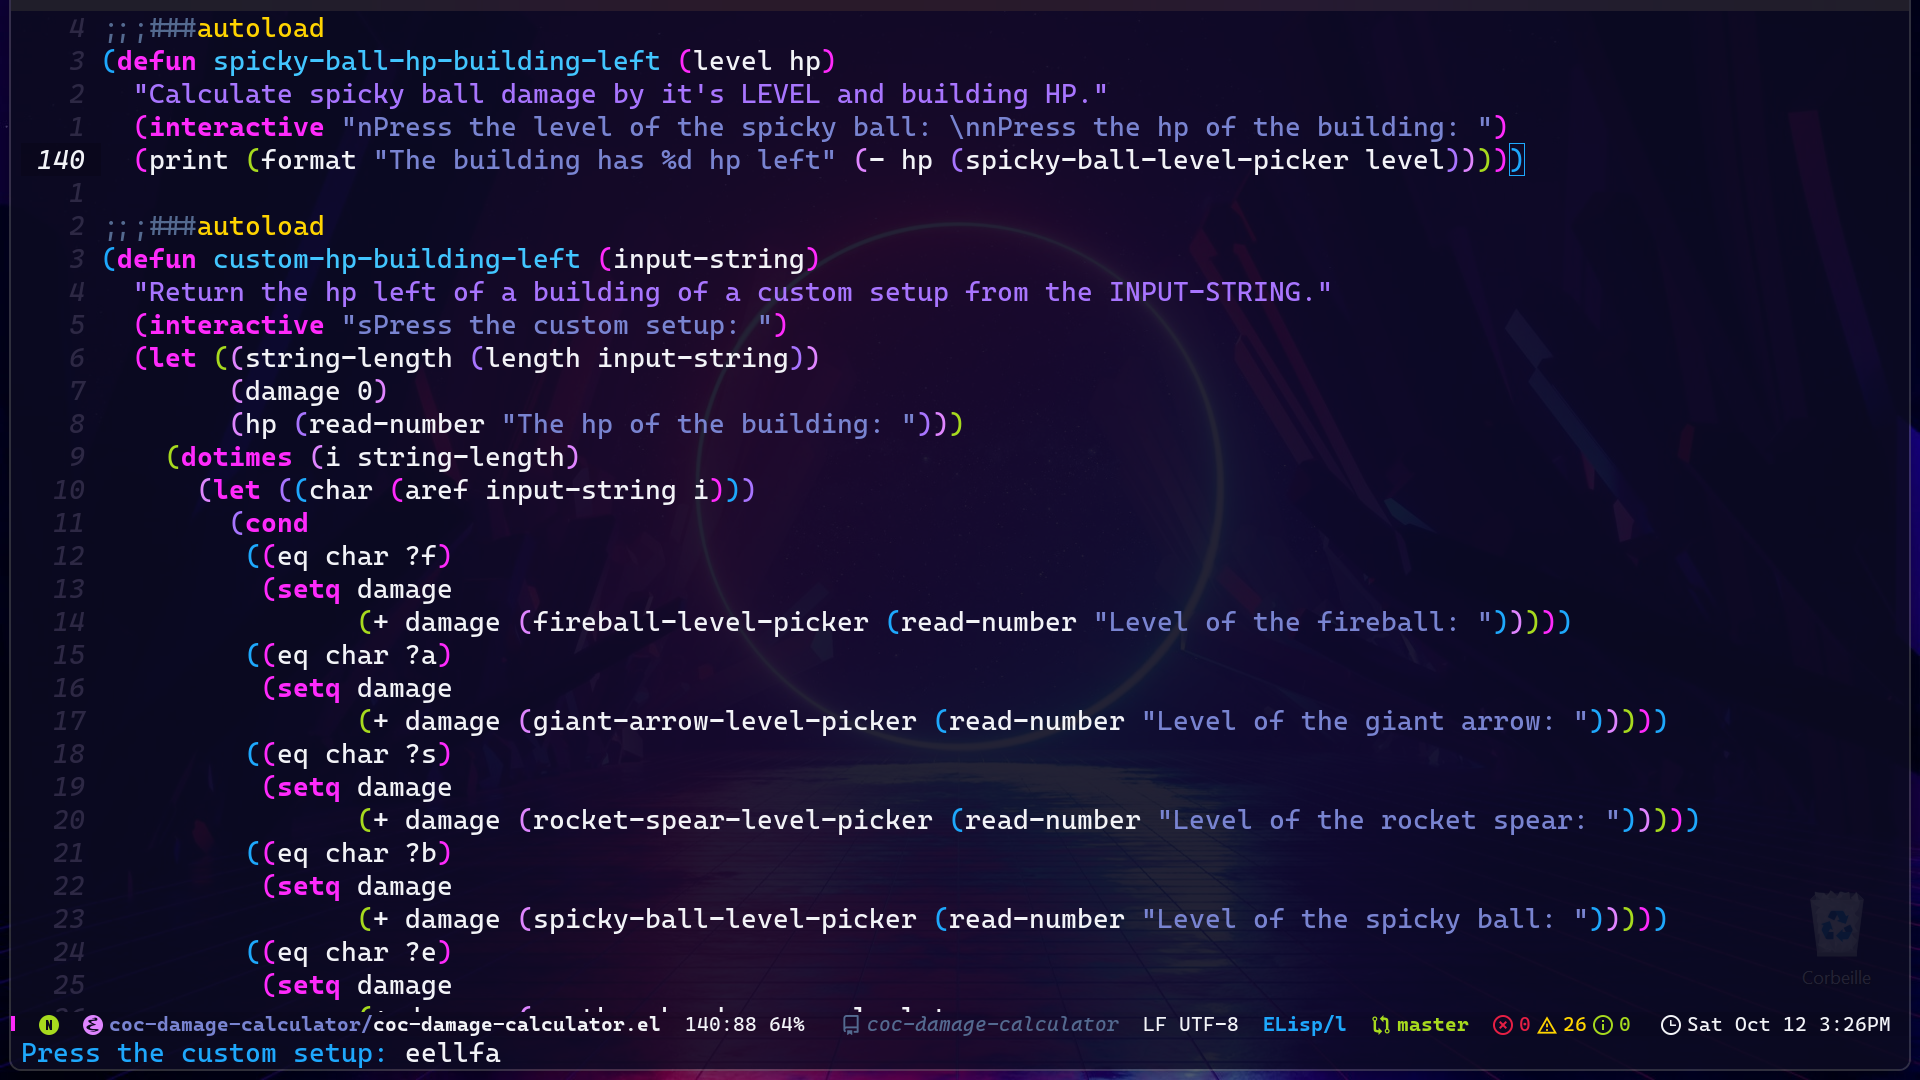 4 ;;;###autoload
3 (defun spicky-ball-hp-building-left (level hp)
2   "Calculate spicky ball damage by it's LEVEL and building HP."
1   (interactive "nPress the level of the spicky ball: \nnPress the hp of the building: ")
140   (print (format "The building has %d hp left" (- hp (spicky-ball-level-picker level)))))
1
2 ;;;###autoload
3 (defun custom-hp-building-left (input-string)
4   "Return the hp left of a building of a custom setup from the INPUT-STRING."
5   (interactive "sPress the custom setup: ")
6   (let ((string-length (length input-string))
7         (damage 0)
8         (hp (read-number "The hp of the building: ")))
9     (dotimes (i string-length)
10       (let ((char (aref input-string i)))
11         (cond
12          ((eq char ?f)
13           (setq damage
14                 (+ damage (fireball-level-picker (read-number "Level of the fireball: ")))))
15          ((eq char ?a)
16           (setq damage
17                 (+ damage (giant-arrow-level-picker (read-number "Level of the giant arrow: ")))))
18          ((eq char ?s)
19           (setq damage
20                 (+ damage (rocket-spear-level-picker (read-number "Level of the rocket spear: ")))))
21          ((eq char ?b)
22           (setq damage
23                 (+ damage (spicky-ball-level-picker (read-number "Level of the spicky ball: ")))))
24          ((eq char ?e)
25           (setq damage
Corbeille
N coc-damage-calculator/coc-damage-calculator.el 140:88 64% coc-damage-calculator LF UTF-8 ELisp/l master 0 26 0 Sat Oct 12 3:26PM
Press the custom setup: eellfa